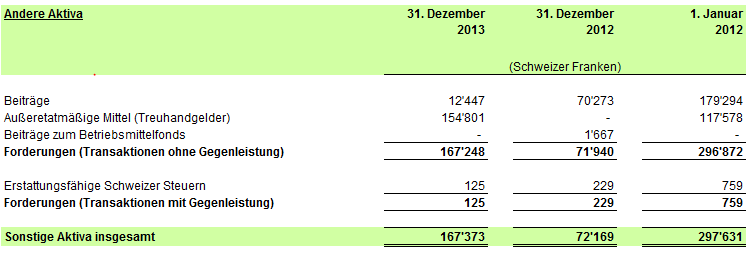 Andere Aktiva 31. Dezember 31. Dezember 1. Januar
2013 2012 2012
(Schweizer Franken)
Beiträge 12'447 70'273 179'294
Außeretatmäßige Mittel (Treuhandgelder) 154'801 - 117'578
Beiträge zum Betriebsmittelfonds - 1'667 -
Forderungen (Transaktionen ohne Gegenleistung) 167'248 71'940 296'872
Erstattungsfähige Schweizer Steuern 125 229 759
Forderungen (Transaktionen mit Gegenleistung) 125 229 759
Sonstige Aktiva insgesamt 167'373 72'169 297'631